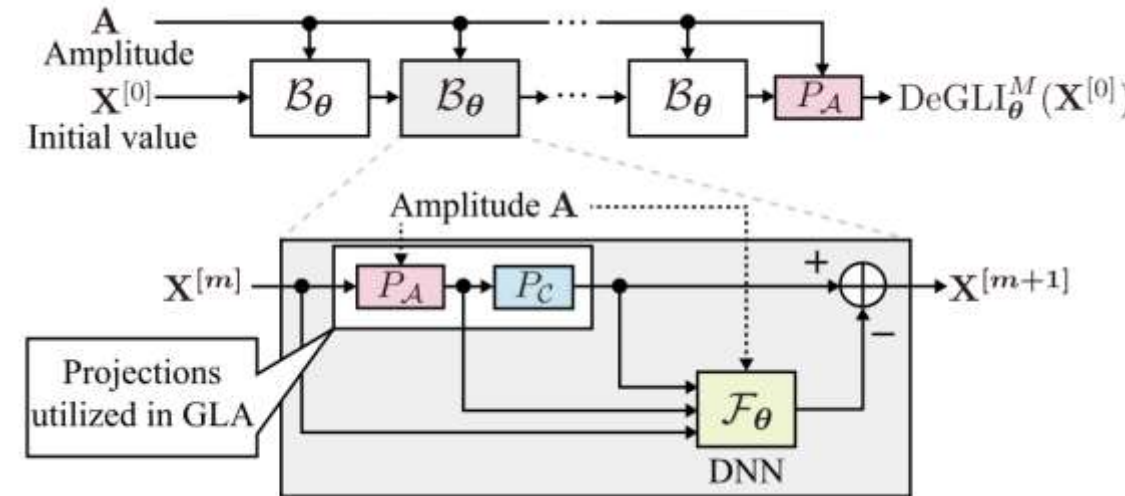 A
Amplitude
X^[0]
Initial value
B_θ
B_θ
...
B_θ
P_A
DeGLI_θ^M(X^[0])
Amplitude A
X^[m]
P_A
P_C
+
−
X^[m+1]
Projections
utilized in GLA
F_θ
DNN